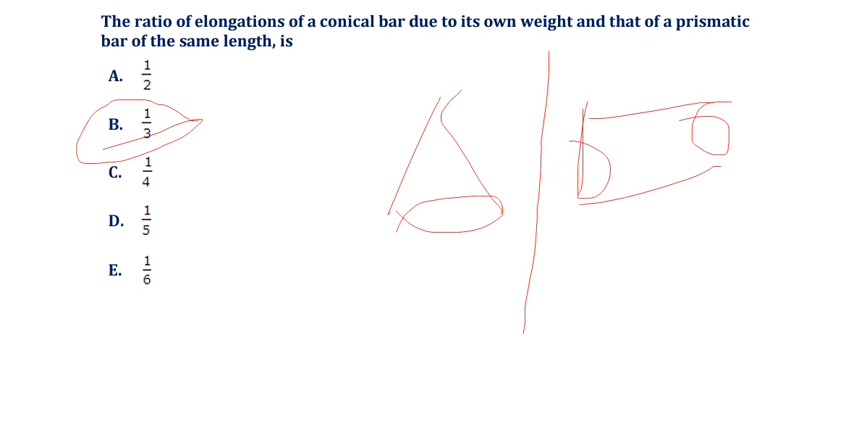 The ratio of elongations of a conical bar due to its own weight and that of a prismatic
bar of the same length, is
A. 1/2
B. 1/3
C. 1/4
D. 1/5
E. 1/6